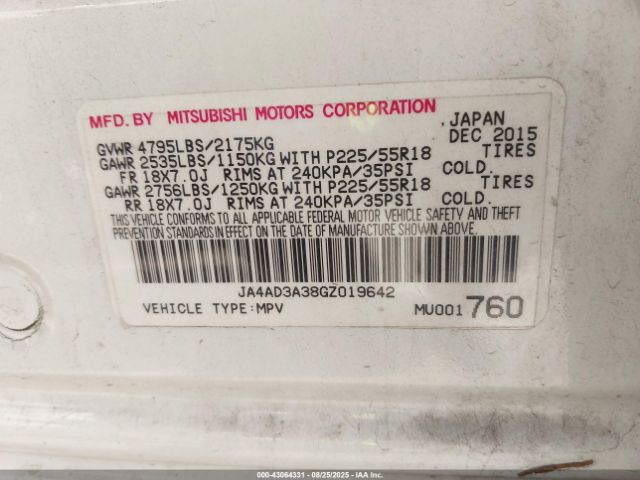 MFD. BY MITSUBISHI MOTORS CORPORATION
, JAPAN
GVWR 4795LBS/2175KG DEC 2015
GAWR 2535LBS/1150KG WITH P225/55R18 TIRES
FR 18X7.0J RIMS AT 240KPA/35PSI COLD.
GAWR 2756LBS/1250KG WITH P225/55R18 TIRES
RR 18X7.0J RIMS AT 240KPA/35PSI COLD.
THIS VEHICLE CONFORMS TO ALL APPLICABLE FEDERAL MOTOR VEHICLE SAFETY AND THEFT
PREVENTION STANDARDS IN EFFECT ON THE DATE OF MANUFACTURE SHOWN ABOVE.
JA4AD3A38GZ019642
VEHICLE TYPE:MPV MU001760
000-43064331 - 08/25/2025 - Copyright © IAA, LLC.